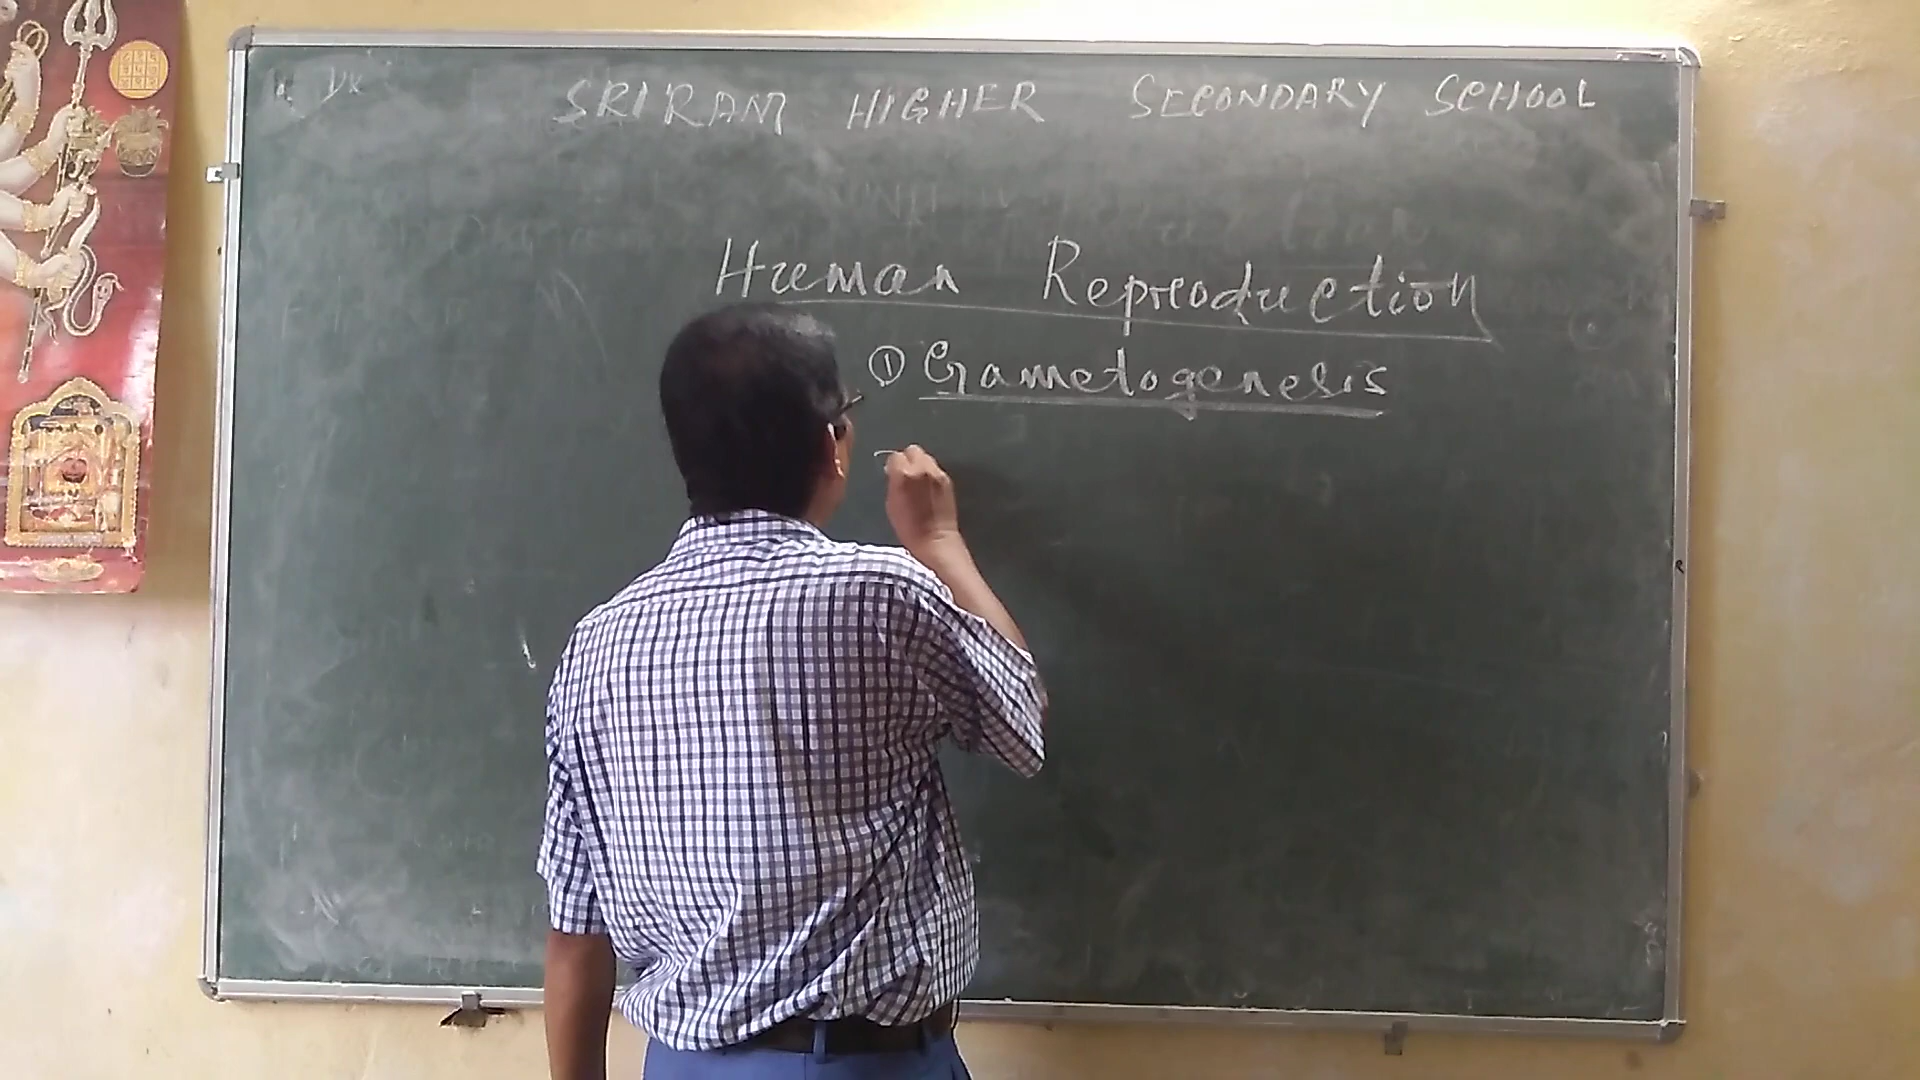 SRIRAM HIGHER SECONDARY SCHOOL
Human Reproduction
① Gametogenesis